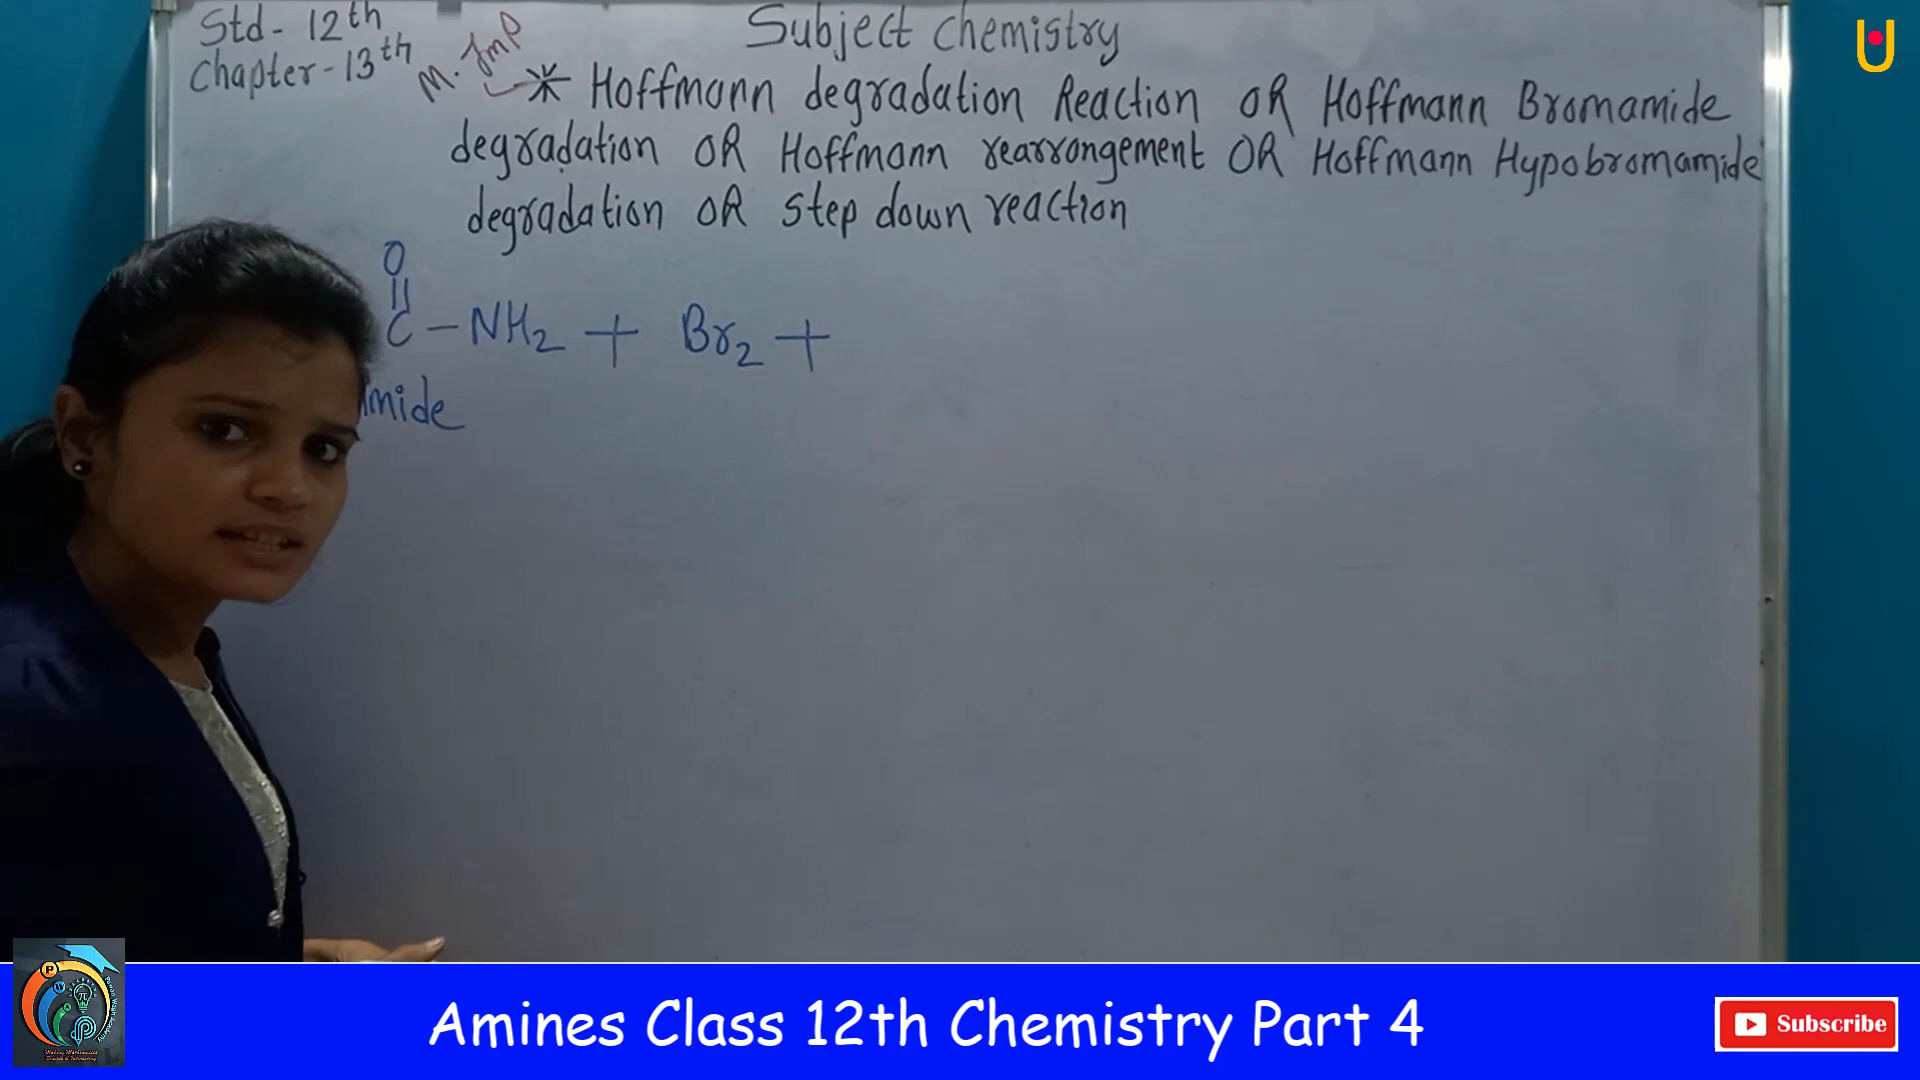 Std - 12th
Chapter - 13th
M. Imp
Subject Chemistry
* Hoffmann degradation Reaction OR Hoffmann Bromamide
degradation OR Hoffmann rearrangement OR Hoffmann Hypobromamide
degradation OR Step down reaction
O
||
C - NH2 + Br2 +
mide
Amines Class 12th Chemistry Part 4
Subscribe